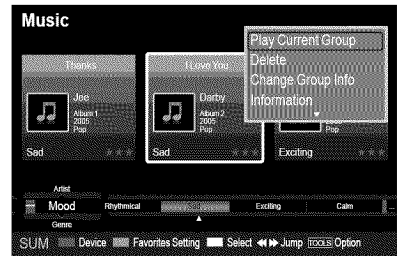 Music
Play Current Group
Delete
Change Group Info
Information
Thanks
I Love You
Joe
Album 1
2005
Pop
Darby
Album 2
2005
Pop
Pop
Sad
Sad
Exciting
Artist
Mood
Rhythmical
Exciting
Calm
...
Genre
SUM Device Favorites Setting Select Jump TOOLS Option